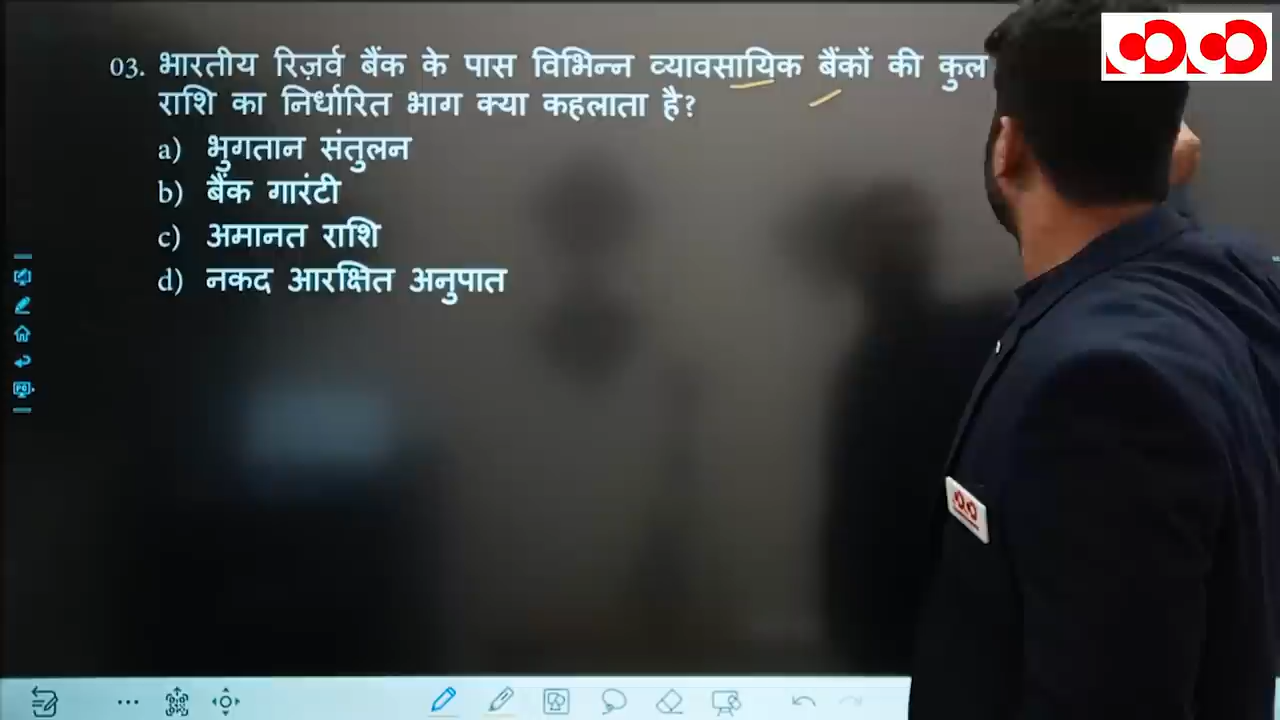 03. भारतीय रिज़र्व बैंक के पास विभिन्न व्यावसायिक बैंकों की कुल
राशि का निर्धारित भाग क्या कहलाता है?
a) भुगतान संतुलन
b) बैंक गारंटी
c) अमानत राशि
d) नकद आरक्षित अनुपात